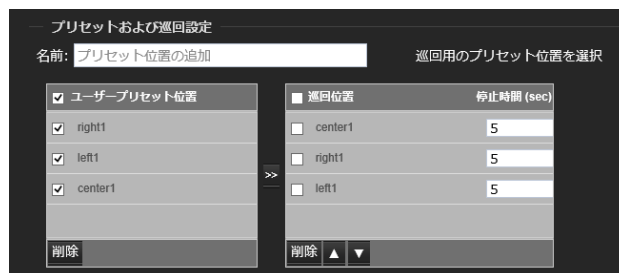 プリセットおよび巡回設定
名前: プリセット位置の追加 巡回用のプリセット位置を選択
ユーザープリセット位置 巡回位置 停止時間 (sec)
right1 center1 5
left1 right1 5
>>
center1 left1 5
削除 削除 ▲ ▼